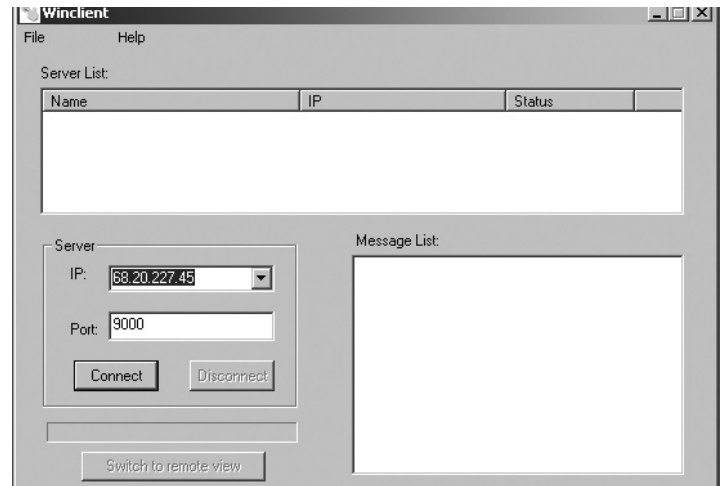 Winclient
File Help
Server List:
Name IP Status
Server
IP: 68.20.227.45
Port: 9000
Connect Disconnect
Switch to remote view
Message List: